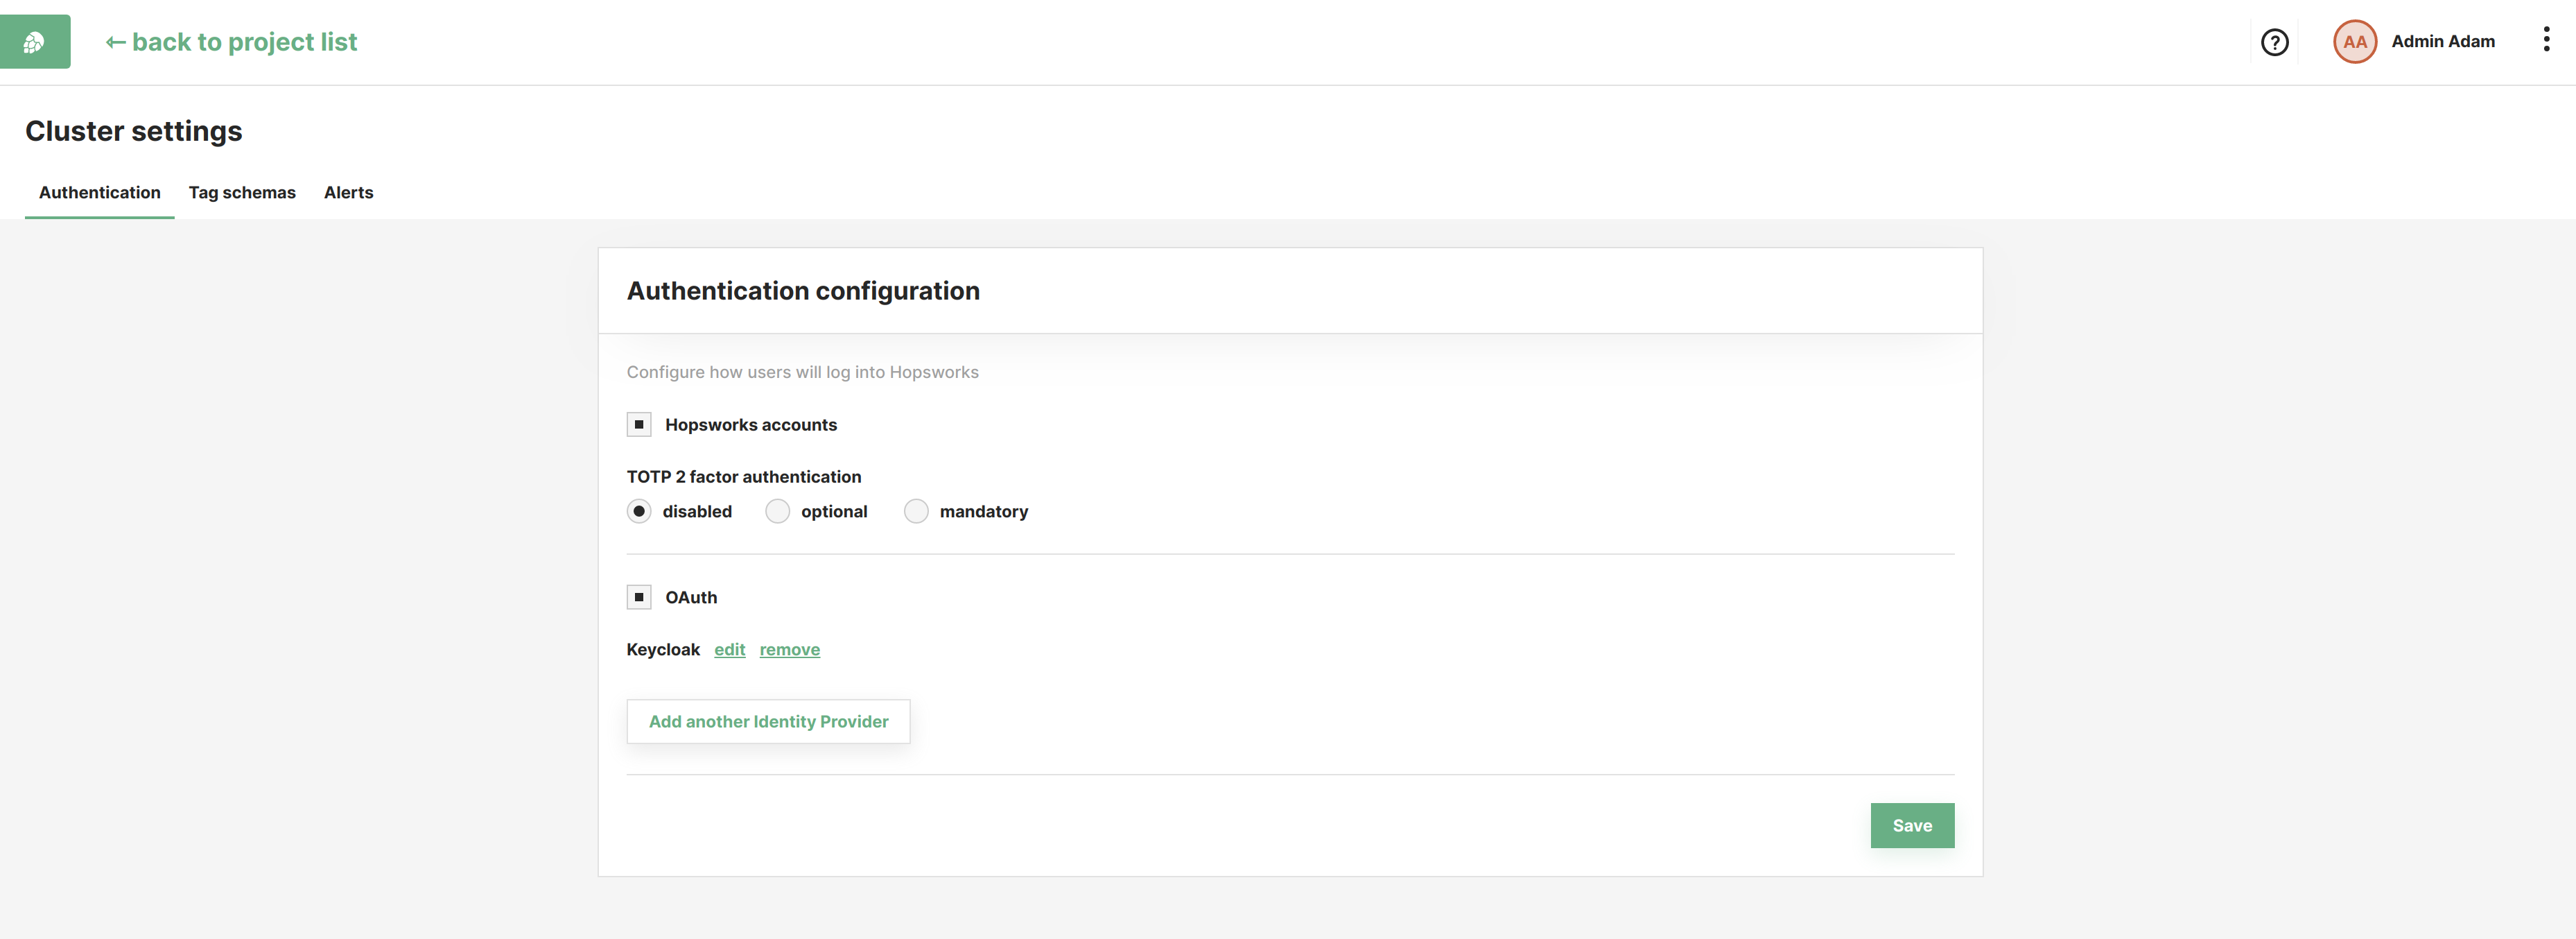 ← back to project list
? AA Admin Adam
Cluster settings
Authentication Tag schemas Alerts
Authentication configuration
Configure how users will log into Hopsworks
Hopsworks accounts
TOTP 2 factor authentication
disabled optional mandatory
OAuth
Keycloak edit remove
Add another Identity Provider
Save